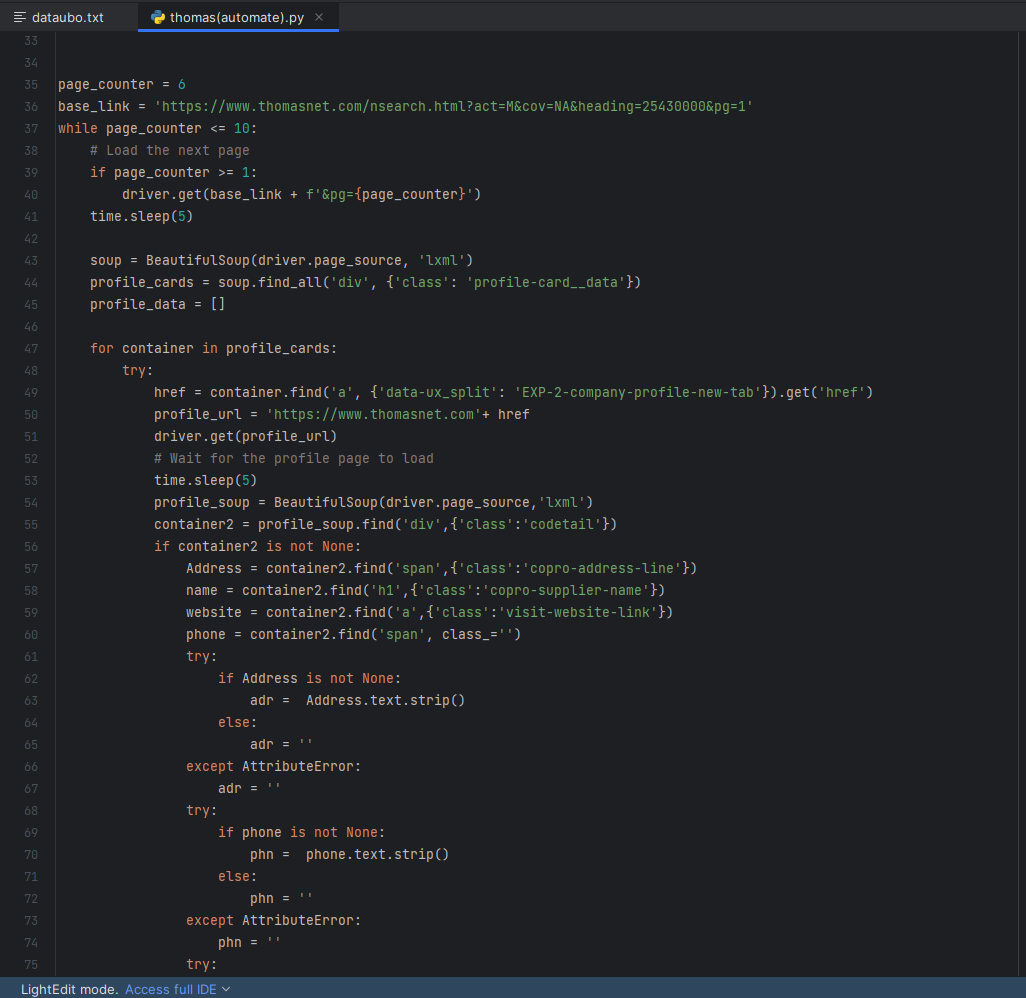 dataubo.txt thomas(automate).py
33
34
35 page_counter = 6
36 base_link = 'https://www.thomasnet.com/nsearch.html?act=M&cov=NA&heading=25430000&pg=1'
37 while page_counter <= 10:
38     # Load the next page
39     if page_counter >= 1:
40         driver.get(base_link + f'&pg={page_counter}')
41     time.sleep(5)
42
43     soup = BeautifulSoup(driver.page_source, 'lxml')
44     profile_cards = soup.find_all('div', {'class': 'profile-card__data'})
45     profile_data = []
46
47     for container in profile_cards:
48         try:
49             href = container.find('a', {'data-ux_split': 'EXP-2-company-profile-new-tab'}).get('href')
50             profile_url = 'https://www.thomasnet.com'+ href
51             driver.get(profile_url)
52             # Wait for the profile page to load
53             time.sleep(5)
54             profile_soup = BeautifulSoup(driver.page_source,'lxml')
55             container2 = profile_soup.find('div',{'class':'codetail'})
56             if container2 is not None:
57                 Address = container2.find('span',{'class':'copro-address-line'})
58                 name = container2.find('h1',{'class':'copro-supplier-name'})
59                 website = container2.find('a',{'class':'visit-website-link'})
60                 phone = container2.find('span', class_='')
61                 try:
62                     if Address is not None:
63                         adr =  Address.text.strip()
64                     else:
65                         adr = ''
66                 except AttributeError:
67                     adr = ''
68                 try:
69                     if phone is not None:
70                         phn =  phone.text.strip()
71                     else:
72                         phn = ''
73                 except AttributeError:
74                     phn = ''
75                 try:
LightEdit mode. Access full IDE